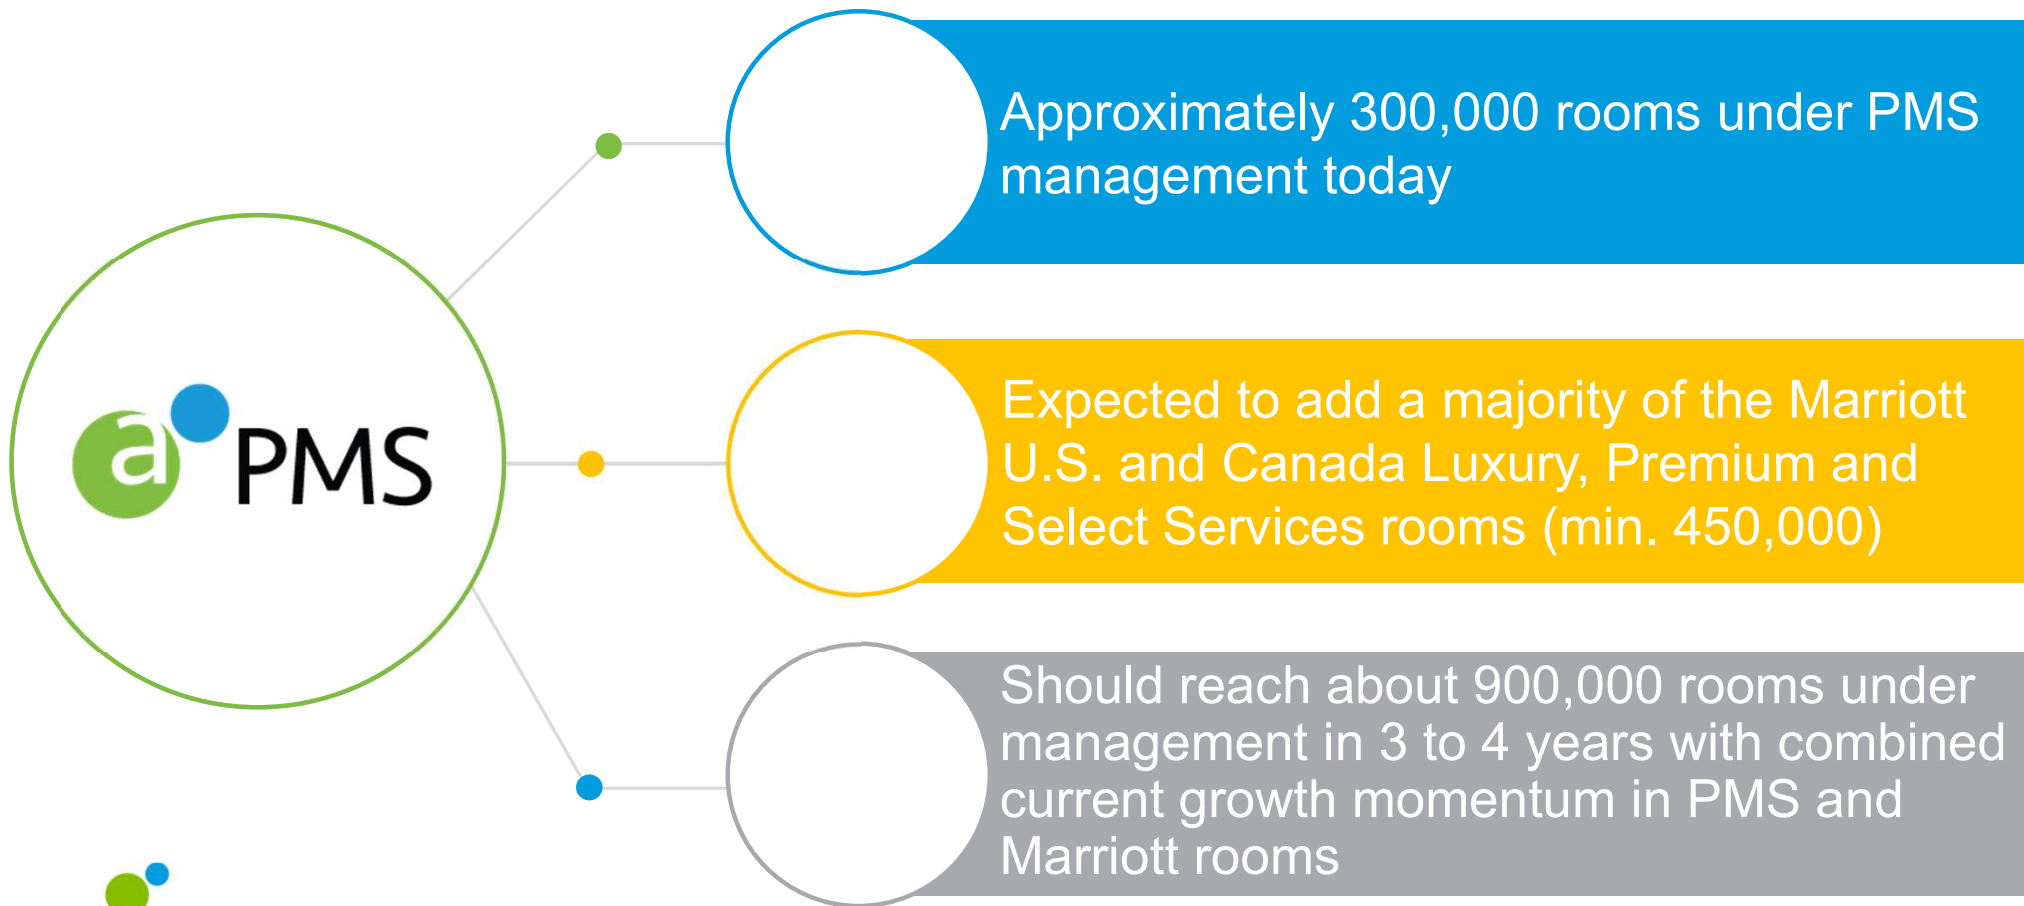 a PMS
Approximately 300,000 rooms under PMS
management today
Expected to add a majority of the Marriott
U.S. and Canada Luxury, Premium and
Select Services rooms (min. 450,000)
Should reach about 900,000 rooms under
management in 3 to 4 years with combined
current growth momentum in PMS and
Marriott rooms